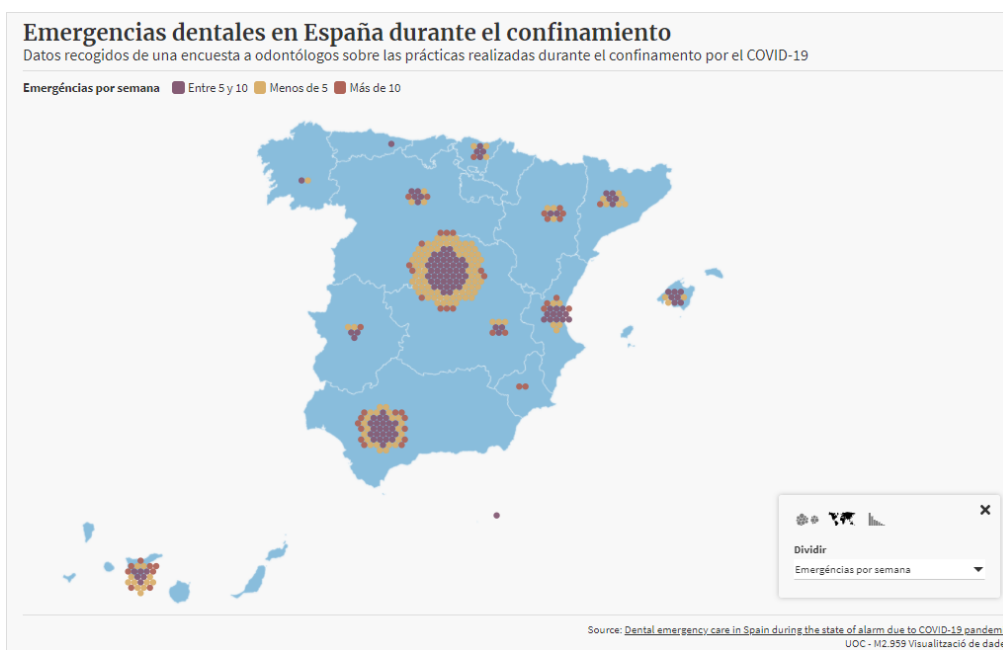 Emergencias dentales en España durante el confinamiento
Datos recogidos de una encuesta a odontólogos sobre las prácticas realizadas durante el confinamento por el COVID-19
Emergéncias por semana Entre 5 y 10 Menos de 5 Más de 10
Dividir
Emergéncias por semana
Source: Dental emergency care in Spain during the state of alarm due to COVID-19 pandem
UOC - M2.959 Visualització de dade